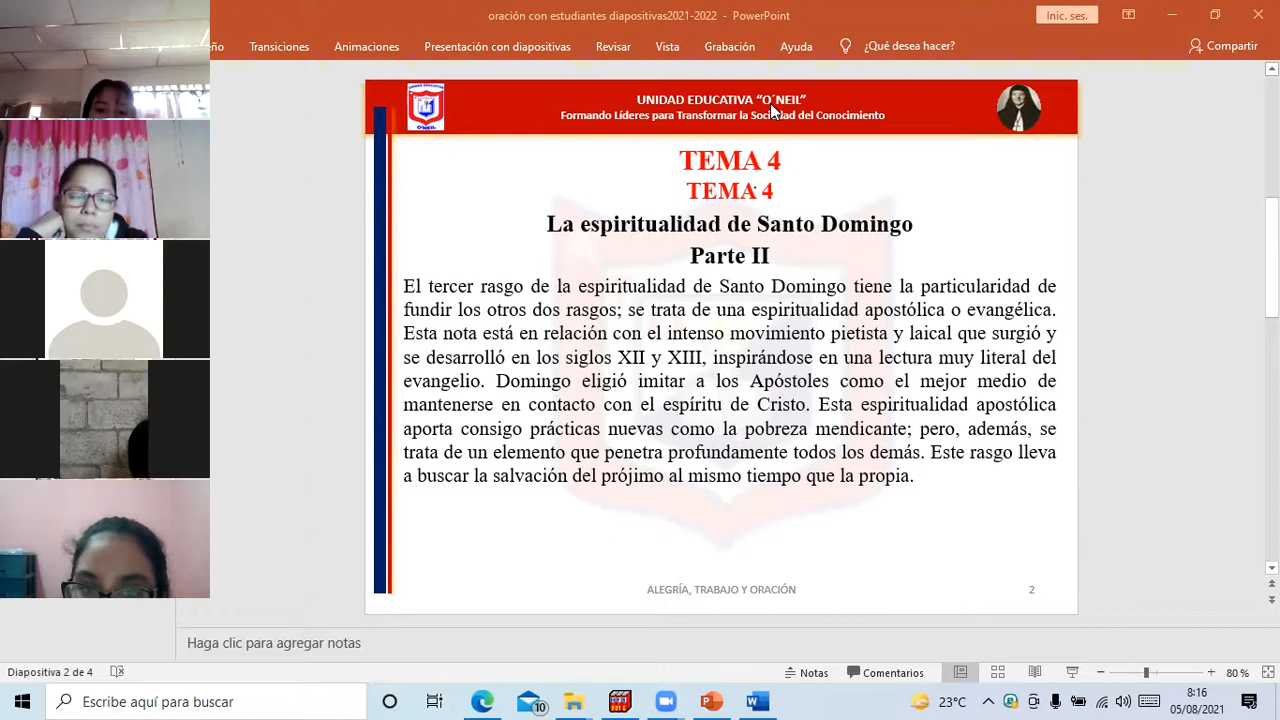 oración con estudiantes diapositivas2021-2022 - PowerPoint
Inic. ses.
ño Transiciones Animaciones Presentación con diapositivas Revisar Vista Grabación Ayuda ¿Qué desea hacer? Compartir
UNIDAD EDUCATIVA “O´NEIL”
Formando Líderes para Transformar la Sociedad del Conocimiento
TEMA 4
TEMA 4
La espiritualidad de Santo Domingo
Parte II
El tercer rasgo de la espiritualidad de Santo Domingo tiene la particularidad de
fundir los otros dos rasgos; se trata de una espiritualidad apostólica o evangélica.
Esta nota está en relación con el intenso movimiento pietista y laical que surgió y
se desarrolló en los siglos XII y XIII, inspirándose en una lectura muy literal del
evangelio. Domingo eligió imitar a los Apóstoles como el mejor medio de
mantenerse en contacto con el espíritu de Cristo. Esta espiritualidad apostólica
aporta consigo prácticas nuevas como la pobreza mendicante; pero, además, se
trata de un elemento que penetra profundamente todos los demás. Este rasgo lleva
a buscar la salvación del prójimo al mismo tiempo que la propia.
ALEGRÍA, TRABAJO Y ORACIÓN 2
Haga clic para agregar notas
Diapositiva 2 de 4 Notas Comentarios 80 %
Escribe aquí para buscar 10 23°C 8:16
05/08/2021